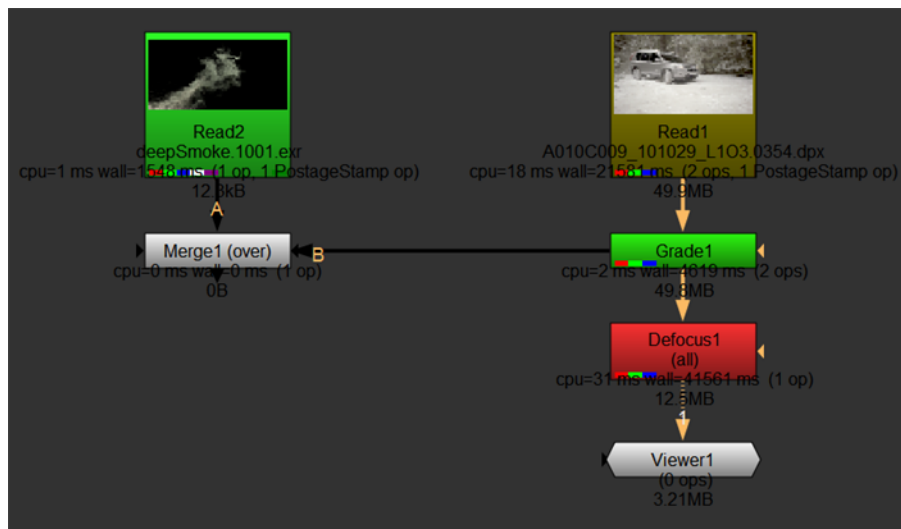 Read2
deepSmoke.1001.exr
cpu=1 ms wall=1548 ms (1 op, 1 PostageStamp op)
12.3kB
A
Merge1 (over)
cpu=0 ms wall=0 ms (1 op)
0B
B
Read1
A010C009_101029_L1O3.0354.dpx
cpu=18 ms wall=21581 ms (2 ops, 1 PostageStamp op)
49.9MB
Grade1
cpu=2 ms wall=4619 ms (2 ops)
49.8MB
Defocus1
(all)
cpu=31 ms wall=41561 ms (1 op)
12.5MB
1
Viewer1
(0 ops)
3.21MB